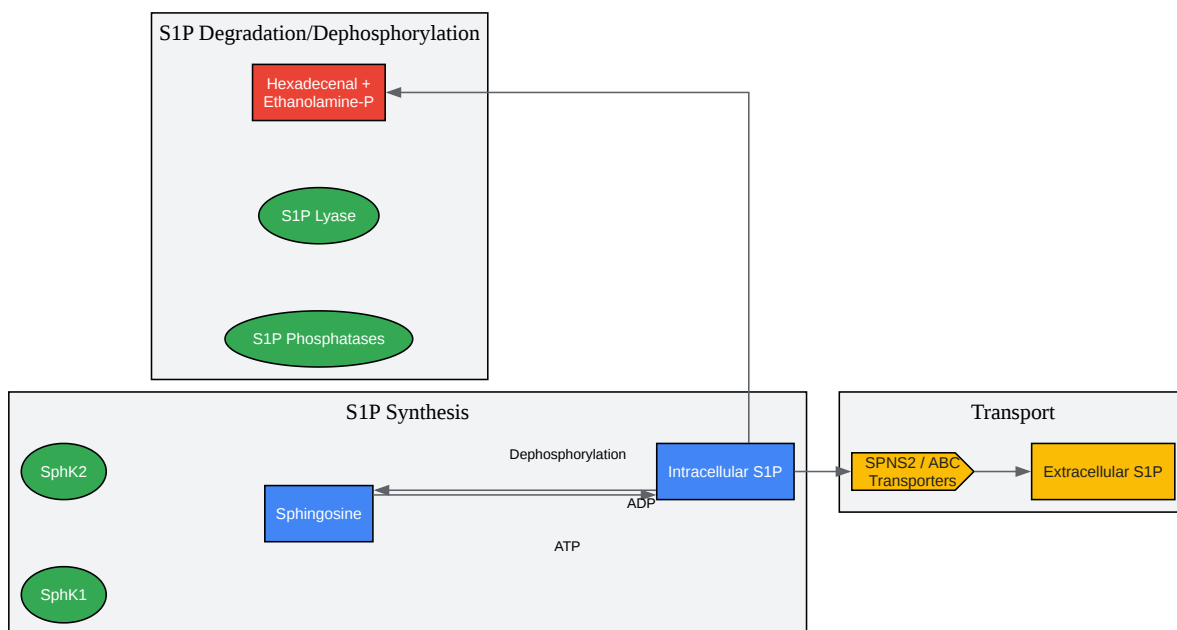 S1P Degradation/Dephosphorylation
Hexadecenal +
Ethanolamine-P
S1P Lyase
S1P Phosphatases
S1P Synthesis
SphK2
Dephosphorylation
Intracellular S1P
Sphingosine
ADP
ATP
SphK1
Transport
SPNS2 / ABC
Transporters
Extracellular S1P